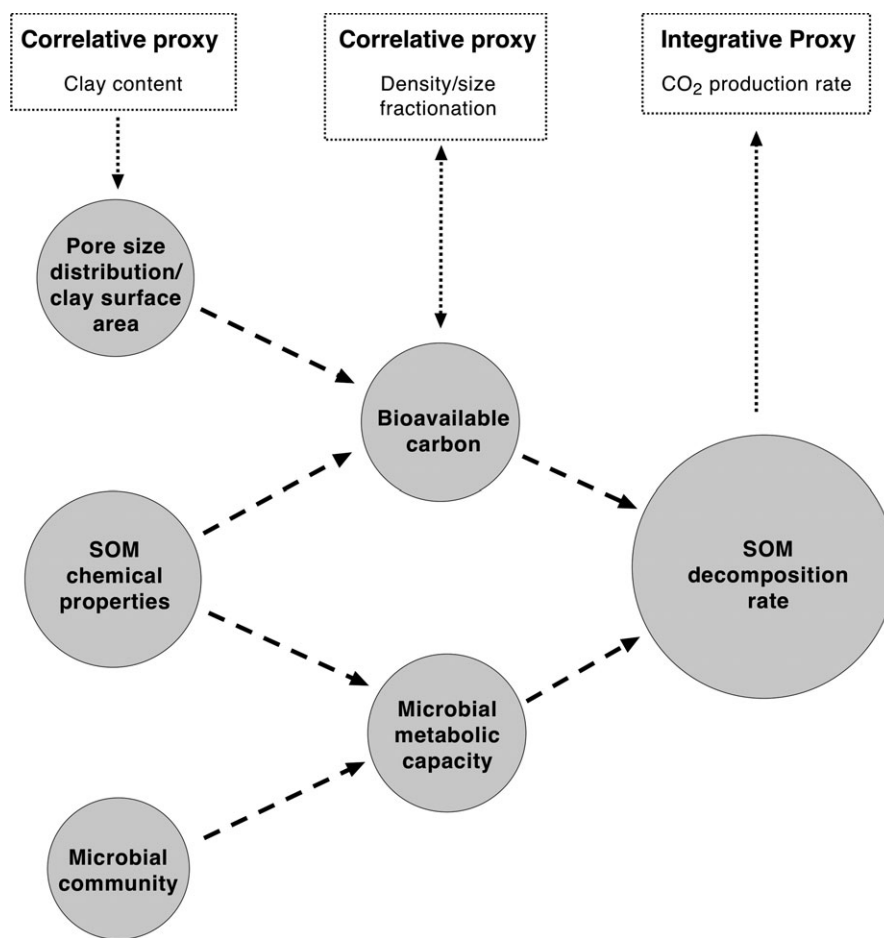 Correlative proxy
Clay content
Correlative proxy
Density/size
fractionation
Integrative Proxy
CO₂ production rate
Pore size
distribution/
clay surface
area
Bioavailable
carbon
SOM
chemical
properties
SOM
decomposition
rate
Microbial
metabolic
capacity
Microbial
community